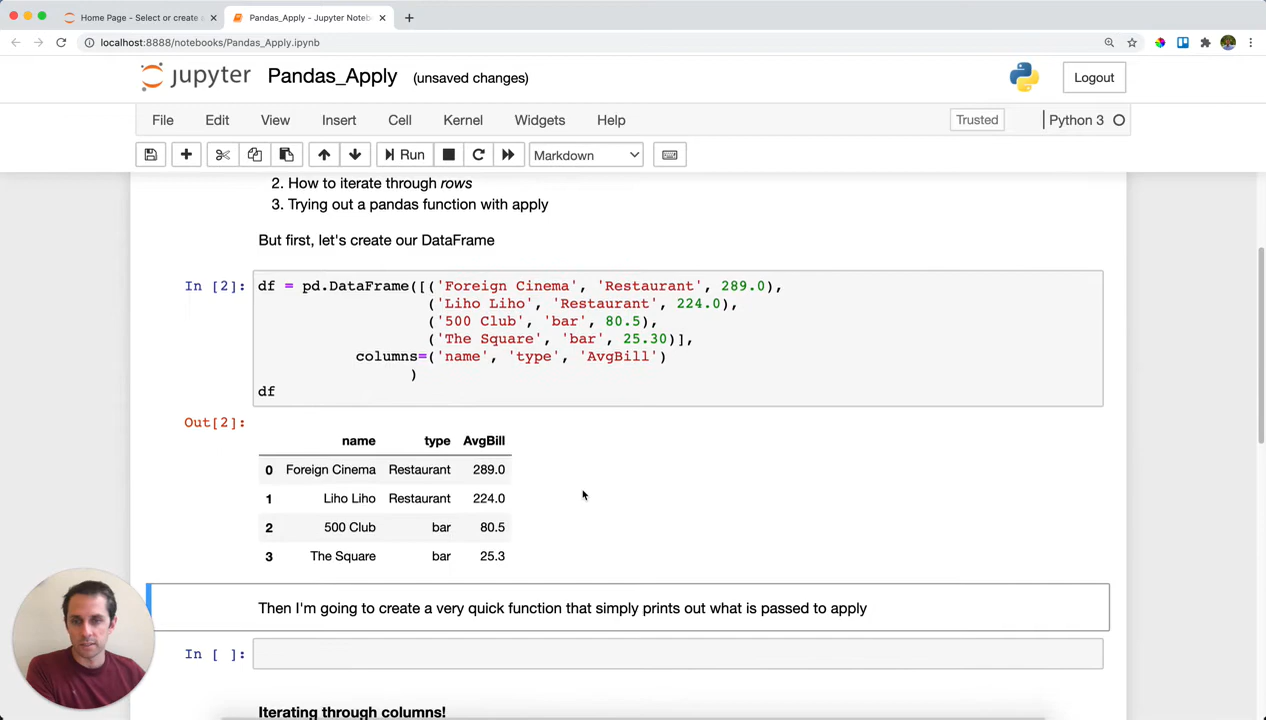 Home Page - Select or create a
Pandas_Apply - Jupyter Noteb
localhost:8888/notebooks/Pandas_Apply.ipynb
jupyter Pandas_Apply (unsaved changes)
Logout
File Edit View Insert Cell Kernel Widgets Help
Trusted
Python 3
Run
Markdown
2. How to iterate through rows
3. Trying out a pandas function with apply
But first, let's create our DataFrame
In [2]: df = pd.DataFrame([('Foreign Cinema', 'Restaurant', 289.0),
('Liho Liho', 'Restaurant', 224.0),
('500 Club', 'bar', 80.5),
('The Square', 'bar', 25.30)],
columns=('name', 'type', 'AvgBill')
)
df
Out[2]:
name type AvgBill
0 Foreign Cinema Restaurant 289.0
1 Liho Liho Restaurant 224.0
2 500 Club bar 80.5
3 The Square bar 25.3
Then I'm going to create a very quick function that simply prints out what is passed to apply
In [ ]:
Iterating through columns!